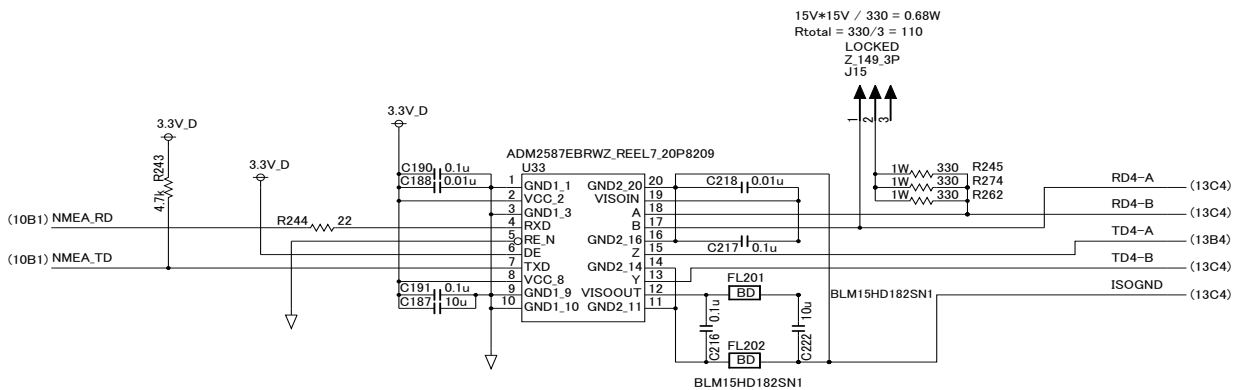 15V*15V / 330 = 0.68W
Rtotal = 330/3 = 110
LOCKED
Z_149_3P
J15
1
2
3
3.3V_D
R243
4.7k
3.3V_D
3.3V_D
ADM2587EBRWZ_REEL7_20P8209
U33
C190 0.1u
C188 0.01u
C191 0.1u
C187 10u
(10B1) NMEA_RD
R244 22
(10B1) NMEA_TD
1 GND1_1 GND2_20 20
2 VCC_2 VISOIN 19
3 GND1_3 A 18
4 RXD B 17
5 RE_N GND2_16 16
6 DE Z 15
7 TXD GND2_14 14
8 VCC_8 Y 13
9 GND1_9 VISOOUT 12
10 GND1_10 GND2_11 11
C218 0.01u
C217 0.1u
1W 330 R245
1W 330 R274
1W 330 R262
RD4-A (13C4)
RD4-B (13C4)
TD4-A (13B4)
TD4-B (13C4)
ISOGND (13C4)
FL201
BD
BLM15HD182SN1
C216 0.1u
C222 10u
FL202
BD
BLM15HD182SN1